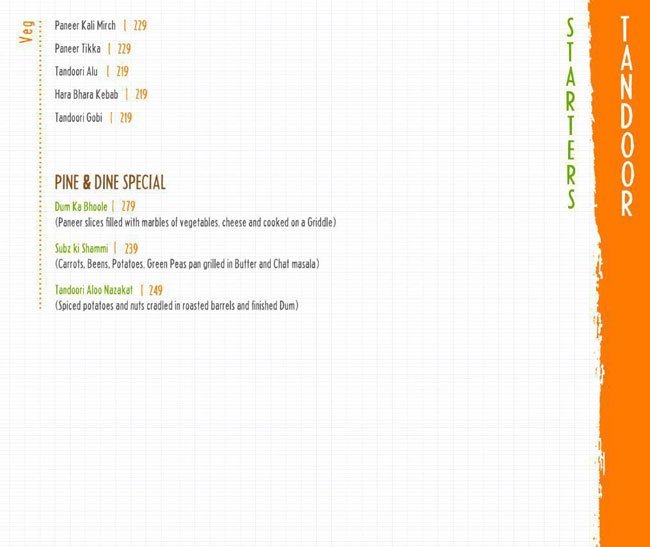 Veg
Paneer Kali Mirch | 229
Paneer Tikka | 229
Tandoori Alu | 219
Hara Bhara Kebab | 219
Tandoori Gobi | 219
PINE & DINE SPECIAL
Dum Ka Bhoole | 279
(Paneer slices filled with marbles of vegetables, cheese and cooked on a Griddle)
Subz ki Shammi | 239
(Carrots, Beens, Potatoes, Green Peas pan grilled in Butter and Chat masala)
Tandoori Aloo Nazakat | 249
(Spiced potatoes and nuts cradled in roasted barrels and finished Dum)
STARTERS
TANDOOR